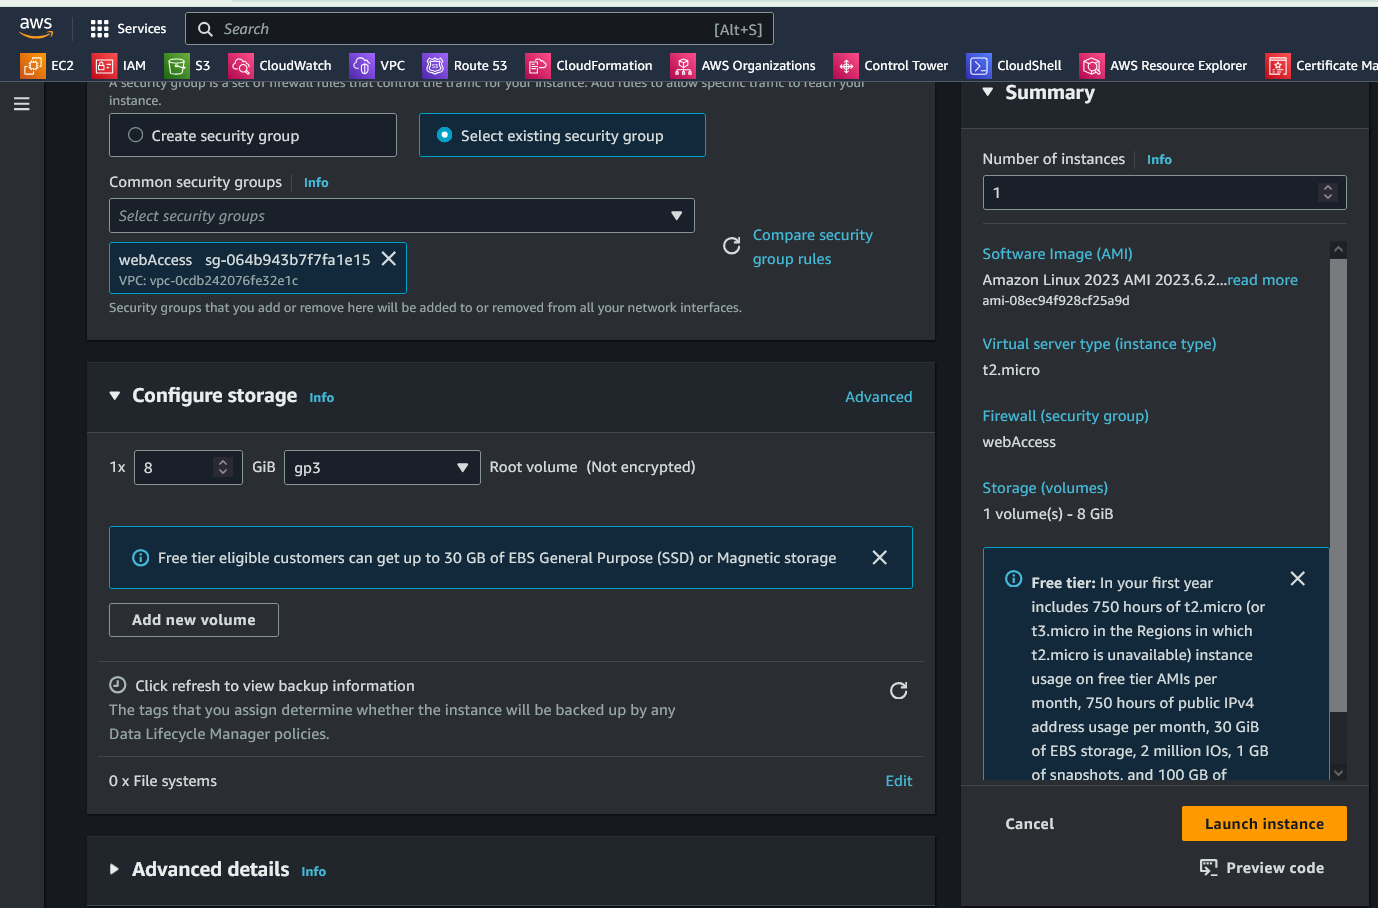 aws
Services
Search
[Alt+S]
EC2
IAM
S3
CloudWatch
VPC
Route 53
CloudFormation
AWS Organizations
Control Tower
CloudShell
AWS Resource Explorer
Certificate Ma
A security group is a set of firewall rules that control the traffic for your instance. Add rules to allow specific traffic to reach your
instance.
Create security group
Select existing security group
Common security groups
Info
Select security groups
webAccess sg-064b943b7f7fa1e15
VPC: vpc-0cdb242076fe32e1c
Compare security
group rules
Security groups that you add or remove here will be added to or removed from all your network interfaces.
Configure storage Info
Advanced
1x 8 GiB gp3 Root volume (Not encrypted)
Free tier eligible customers can get up to 30 GB of EBS General Purpose (SSD) or Magnetic storage
Add new volume
Click refresh to view backup information
The tags that you assign determine whether the instance will be backed up by any
Data Lifecycle Manager policies.
0 x File systems
Edit
Advanced details Info
Summary
Number of instances Info
1
Software Image (AMI)
Amazon Linux 2023 AMI 2023.6.2...read more
ami-08ec94f928cf25a9d
Virtual server type (instance type)
t2.micro
Firewall (security group)
webAccess
Storage (volumes)
1 volume(s) - 8 GiB
Free tier: In your first year
includes 750 hours of t2.micro (or
t3.micro in the Regions in which
t2.micro is unavailable) instance
usage on free tier AMIs per
month, 750 hours of public IPv4
address usage per month, 30 GiB
of EBS storage, 2 million IOs, 1 GB
of snapshots, and 100 GB of
Cancel
Launch instance
Preview code